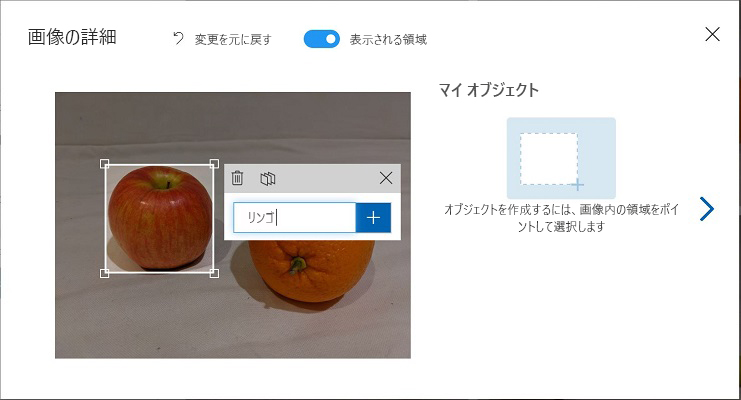 画像の詳細
変更を元に戻す
表示される領域
マイ オブジェクト
リンゴ
オブジェクトを作成するには、画像内の領域をポイ
ントして選択します